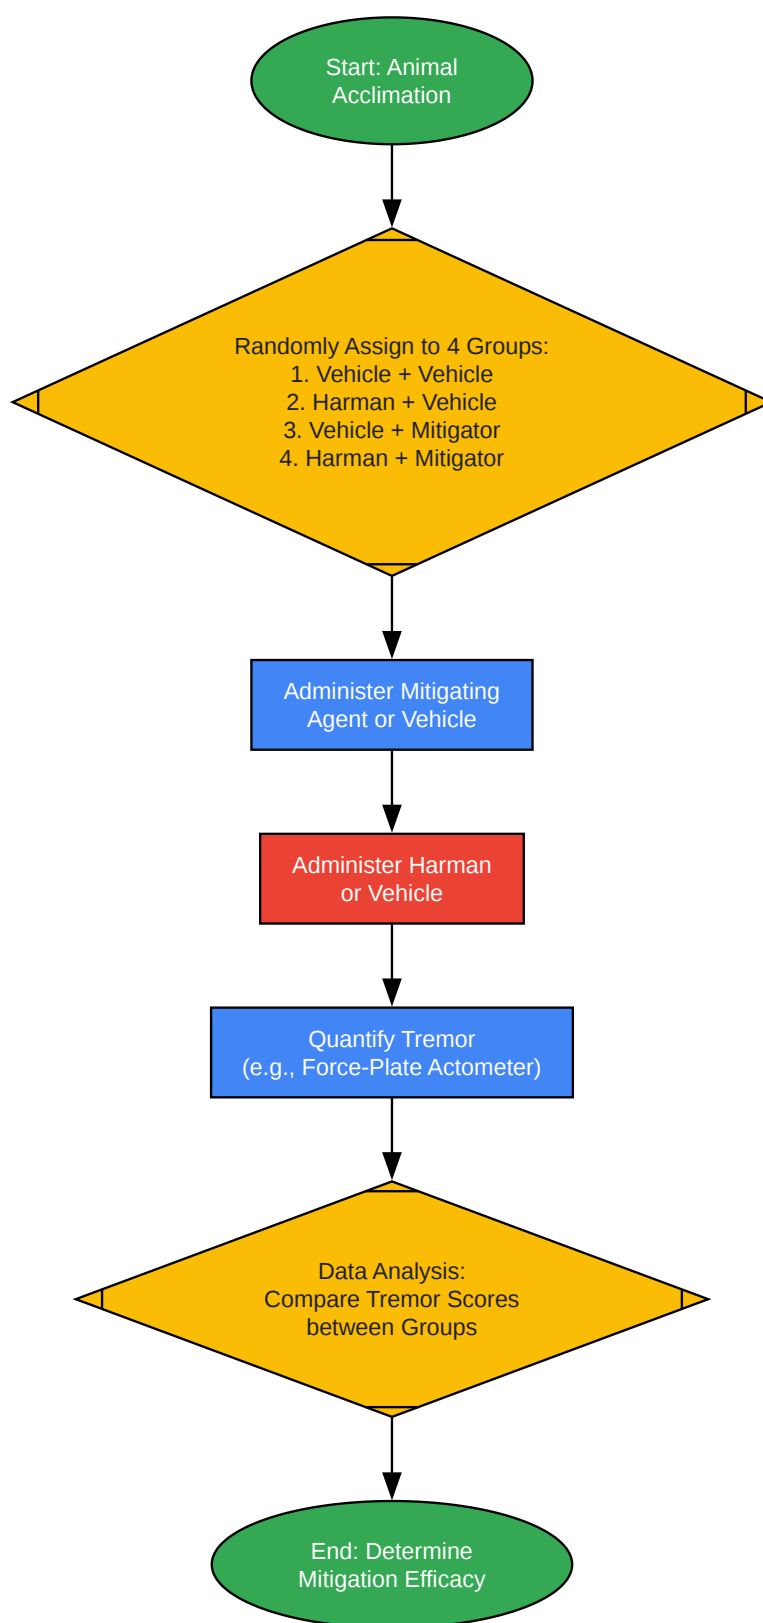 Start: Animal
Acclimation
Randomly Assign to 4 Groups:
1. Vehicle + Vehicle
2. Harman + Vehicle
3. Vehicle + Mitigator
4. Harman + Mitigator
Administer Mitigating
Agent or Vehicle
Administer Harman
or Vehicle
Quantify Tremor
(e.g., Force-Plate Actometer)
Data Analysis:
Compare Tremor Scores
between Groups
End: Determine
Mitigation Efficacy